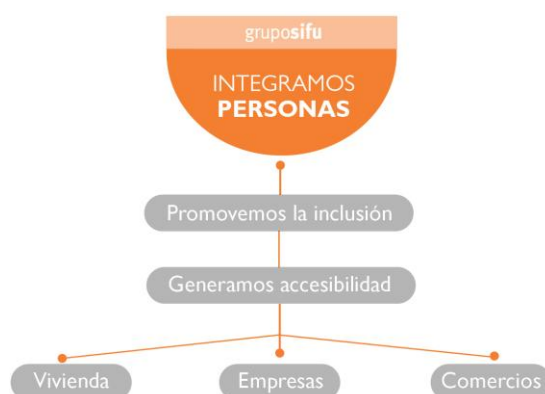 gruposifu
INTEGRAMOS
PERSONAS
Promovemos la inclusión
Generamos accesibilidad
Vivienda
Empresas
Comercios